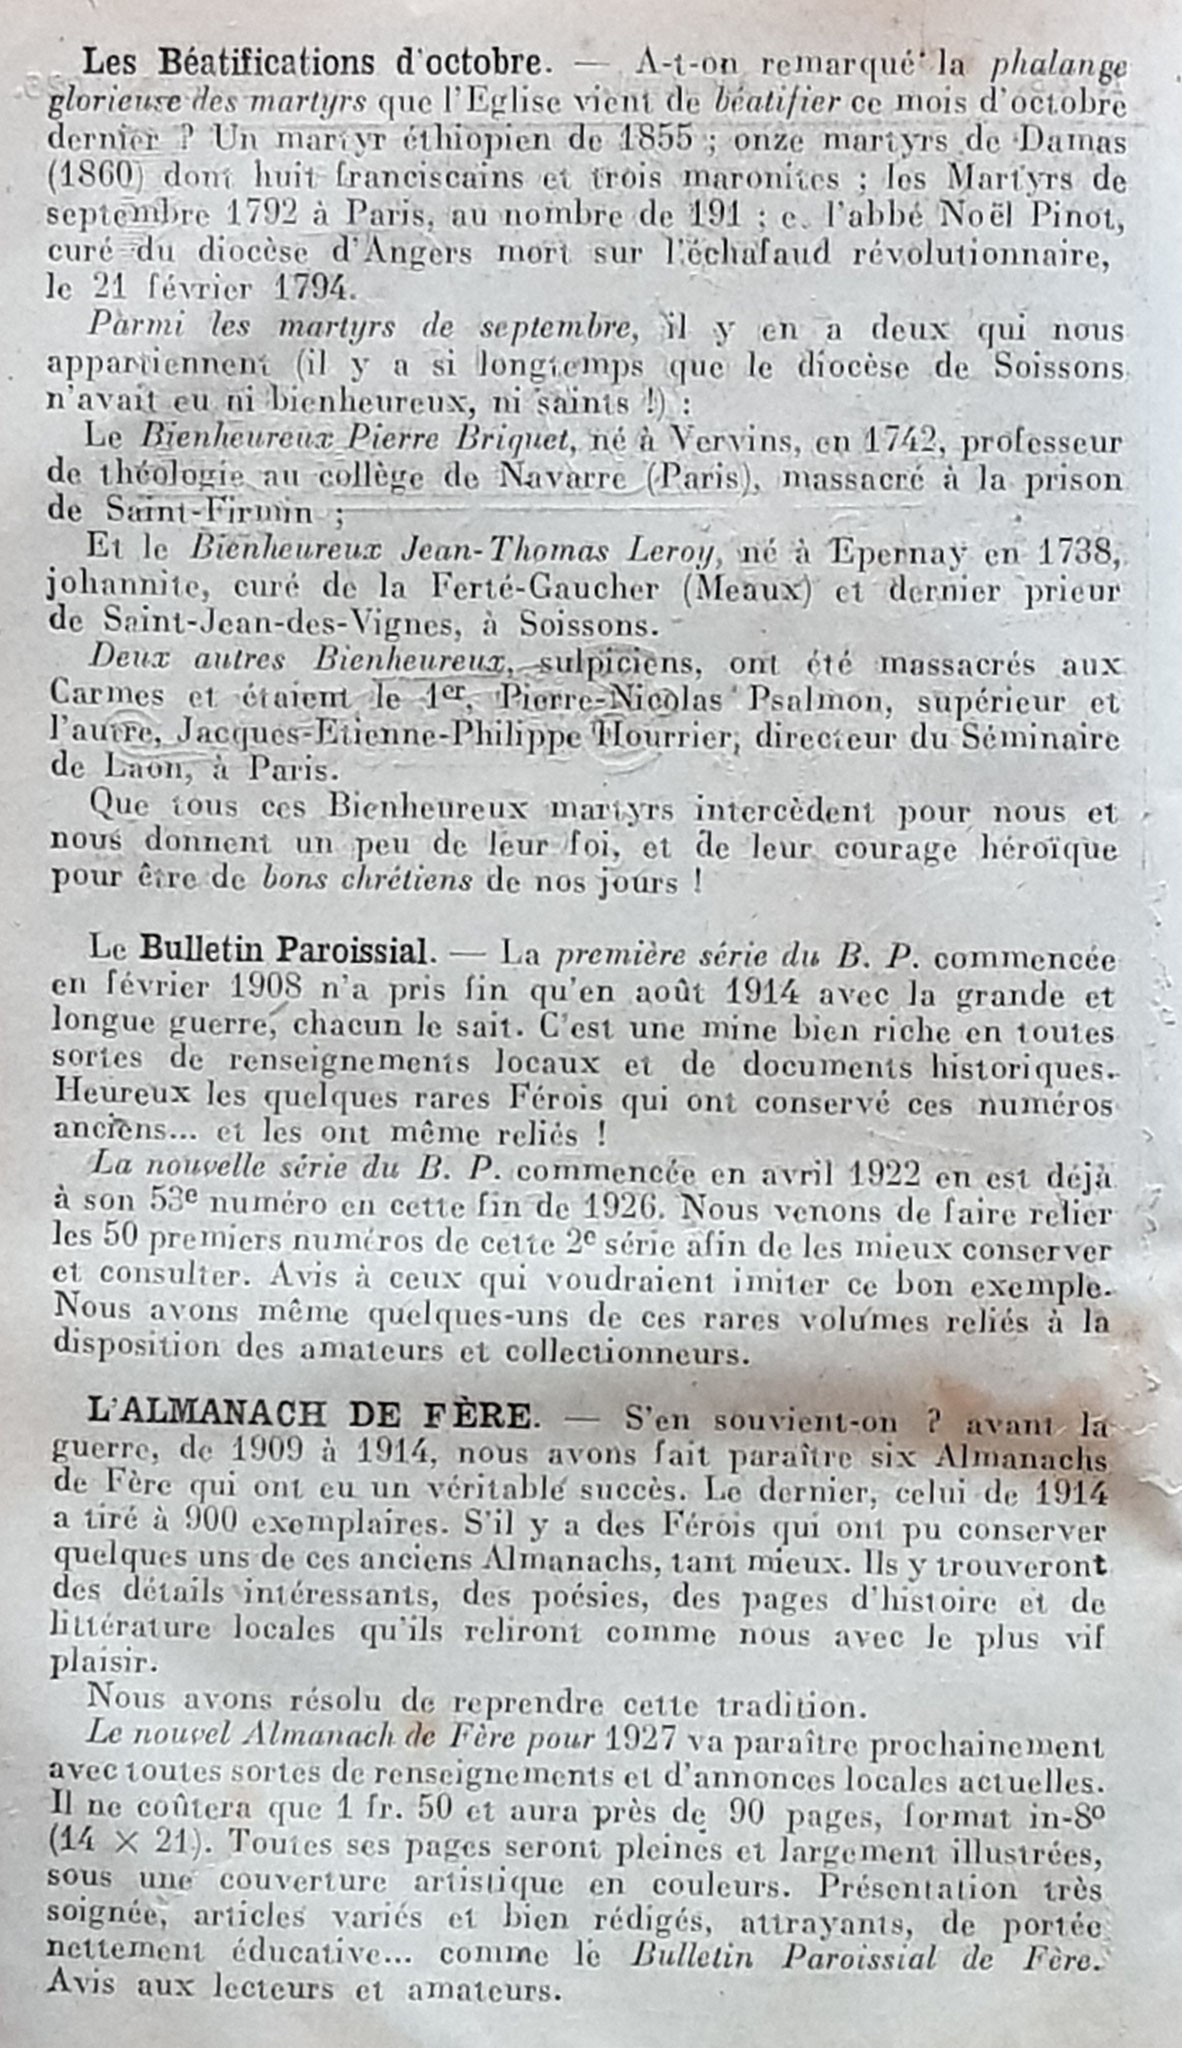 Les Béatifications d'octobre. — A-t-on remarqué la phalange
glorieuse des martyrs que l'Eglise vient de béatifier ce mois d'octobre
dernier ? Un martyr éthiopien de 1855 ; onze martyrs de Damas
(1860) dont huit franciscains et trois maronites ; les Martyrs de
septembre 1792 à Paris, au nombre de 191 ; e. l'abbé Noël Pinot,
curé du diocèse d'Angers mort sur l'échafaud révolutionnaire,
le 21 février 1794.
Parmi les martyrs de septembre, il y en a deux qui nous
appartiennent (il y a si longtemps que le diocèse de Soissons
n'avait eu ni bienheureux, ni saints !) :
Le Bienheureux Pierre Briquet, né à Vervins, en 1742, professeur
de théologie au collège de Navarre (Paris), massacré à la prison
de Saint-Firmin ;
Et le Bienheureux Jean-Thomas Leroy, né à Epernay en 1738,
johannite, curé de la Ferté-Gaucher (Meaux) et dernier prieur
de Saint-Jean-des-Vignes, à Soissons.
Deux autres Bienheureux, sulpiciens, ont été massacrés aux
Carmes et étaient le 1er, Pierre-Nicolas Psalmon, supérieur et
l'autre, Jacques-Etienne-Philippe Hourrier, directeur du Séminaire
de Laon, à Paris.
Que tous ces Bienheureux martyrs intercèdent pour nous et
nous donnent un peu de leur foi, et de leur courage héroïque
pour être de bons chrétiens de nos jours !
Le Bulletin Paroissial. — La première série du B. P. commencée
en février 1908 n'a pris fin qu'en août 1914 avec la grande et
longue guerre, chacun le sait. C'est une mine bien riche en toutes
sortes de renseignements locaux et de documents historiques.
Heureux les quelques rares Férois qui ont conservé ces numéros
anciens... et les ont même reliés !
La nouvelle série du B. P. commencée en avril 1922 en est déjà
à son 53e numéro en cette fin de 1926. Nous venons de faire relier
les 50 premiers numéros de cette 2e série afin de les mieux conserver
et consulter. Avis à ceux qui voudraient imiter ce bon exemple.
Nous avons même quelques-uns de ces rares volumes reliés à la
disposition des amateurs et collectionneurs.
L'ALMANACH DE FÈRE. — S'en souvient-on ? avant la
guerre, de 1909 à 1914, nous avons fait paraître six Almanachs
de Fère qui ont eu un véritable succès. Le dernier, celui de 1914
a tiré à 900 exemplaires. S'il y a des Férois qui ont pu conserver
quelques uns de ces anciens Almanachs, tant mieux. Ils y trouveront
des détails intéressants, des poésies, des pages d'histoire et de
littérature locales qu'ils reliront comme nous avec le plus vif
plaisir.
Nous avons résolu de reprendre cette tradition.
Le nouvel Almanach de Fère pour 1927 va paraître prochainement
avec toutes sortes de renseignements et d'annonces locales actuelles.
Il ne coûtera que 1 fr. 50 et aura près de 90 pages, format in-8º
(14 × 21). Toutes ses pages seront pleines et largement illustrées,
sous une couverture artistique en couleurs. Présentation très
soignée, articles variés et bien rédigés, attrayants, de portée
nettement éducative... comme le Bulletin Paroissial de Fère.
Avis aux lecteurs et amateurs.